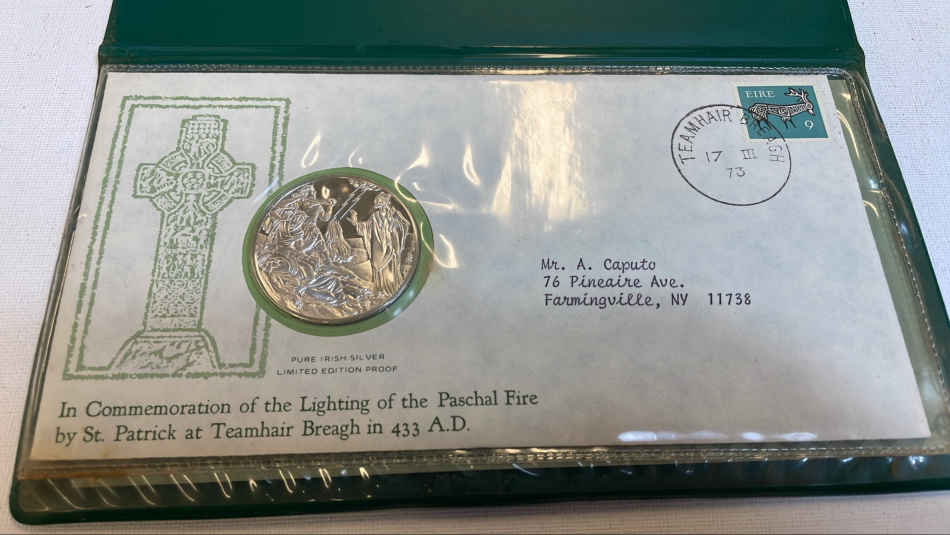 EIRE
9
TEAMHAIR
17 III
73
Mr. A. Caputo
76 Pineaire Ave.
Farmingville, NY 11738
PURE IRISH SILVER
LIMITED EDITION PROOF
In Commemoration of the Lighting of the Paschal Fire
by St. Patrick at Teamhair Breagh in 433 A.D.